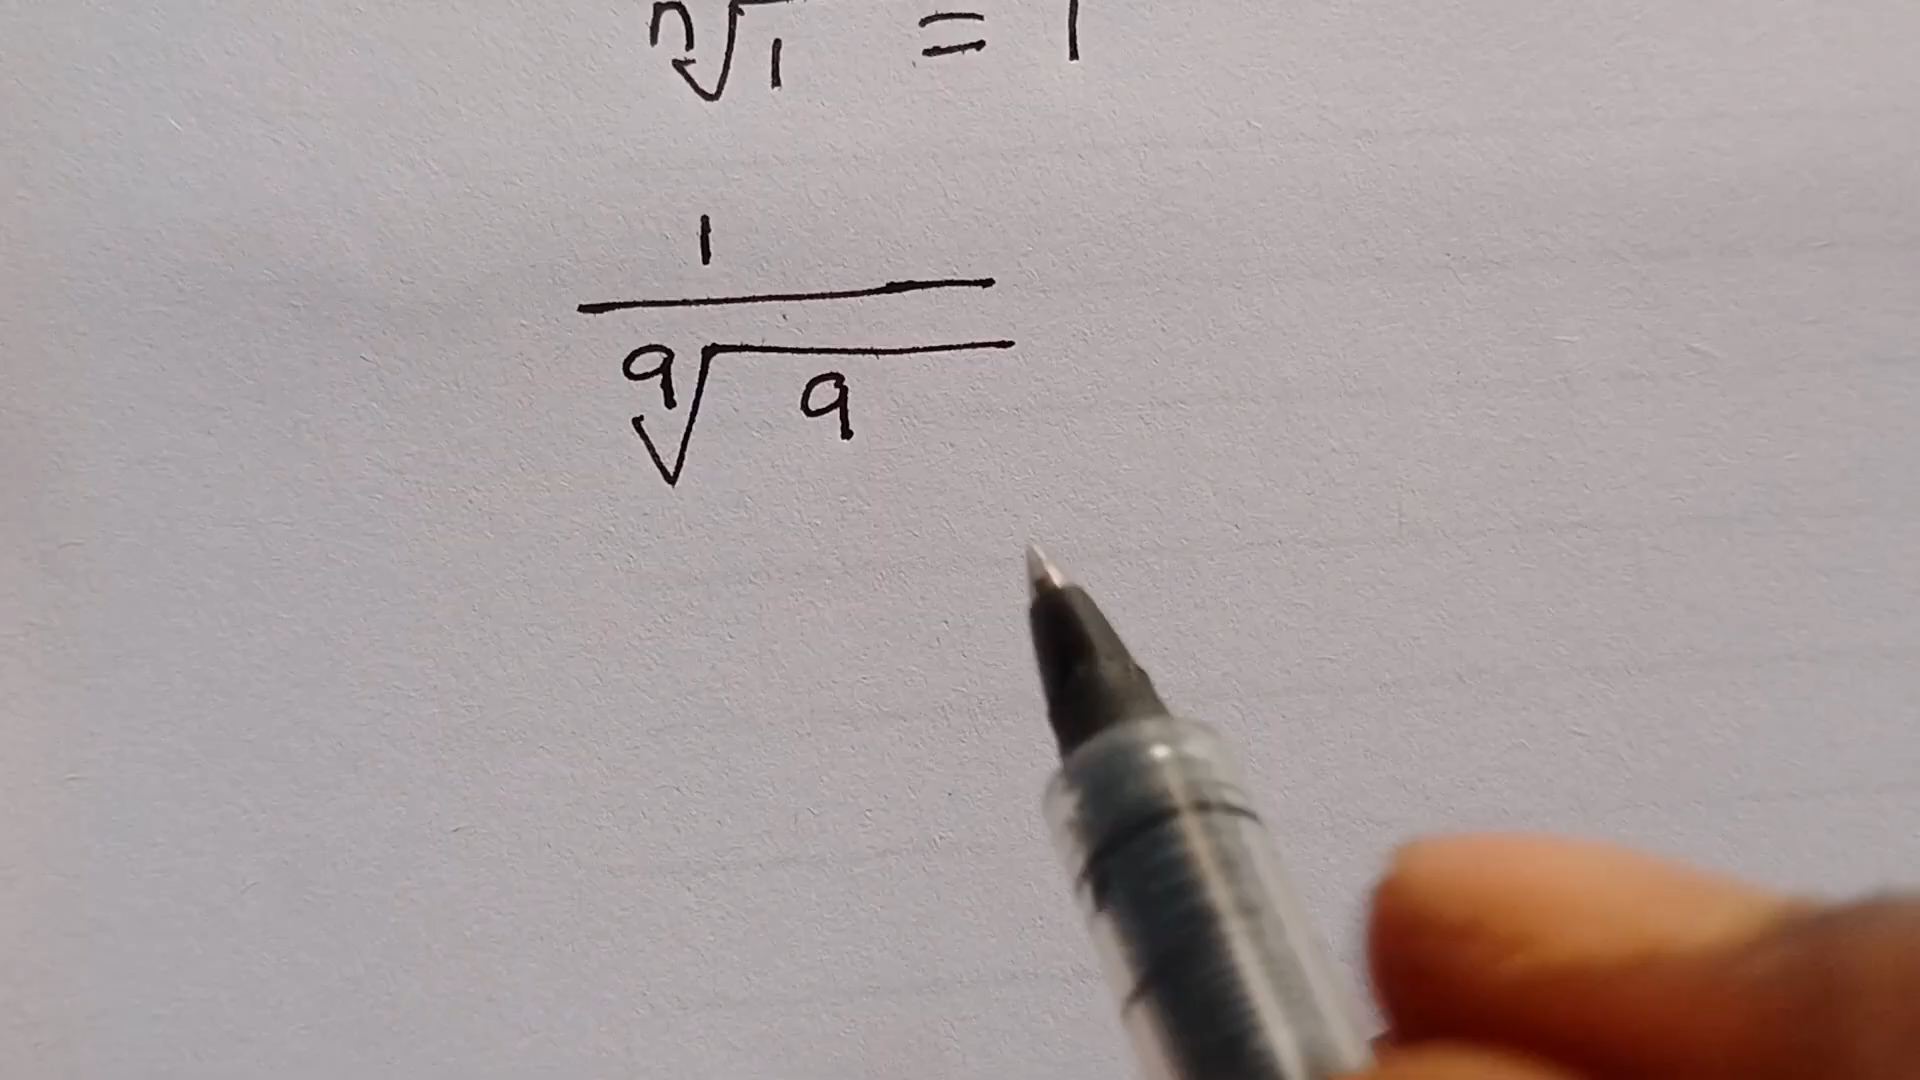 n√1 = 1
1
9√9